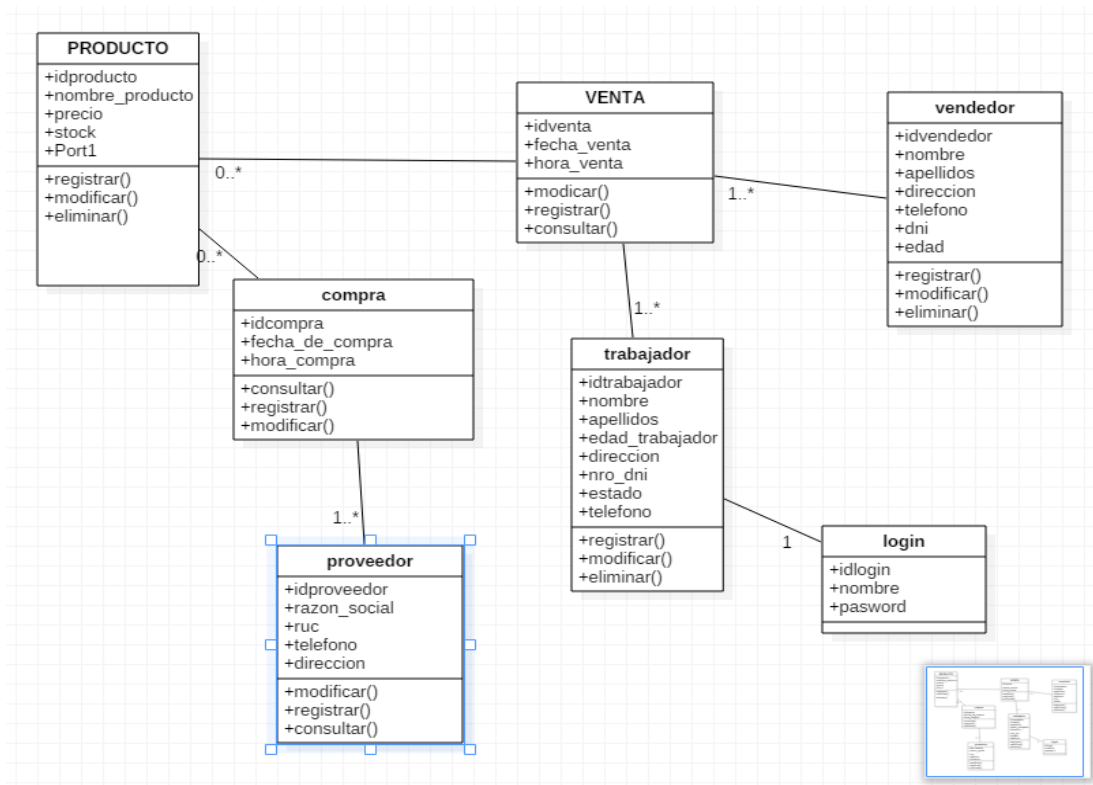 PRODUCTO
+idproducto
+nombre_producto
+precio
+stock
+Port1
+registrar()
+modificar()
+eliminar()
0..*
0..*
VENTA
+idventa
+fecha_venta
+hora_venta
+modicar()
+registrar()
+consultar()
1..*
1..*
vendedor
+idvendedor
+nombre
+apellidos
+direccion
+telefono
+dni
+edad
+registrar()
+modificar()
+eliminar()
compra
+idcompra
+fecha_de_compra
+hora_compra
+consultar()
+registrar()
+modificar()
1..*
trabajador
+idtrabajador
+nombre
+apellidos
+edad_trabajador
+direccion
+nro_dni
+estado
+telefono
+registrar()
+modificar()
+eliminar()
1
login
+idlogin
+nombre
+pasword
proveedor
+idproveedor
+razon_social
+ruc
+telefono
+direccion
+modificar()
+registrar()
+consultar()